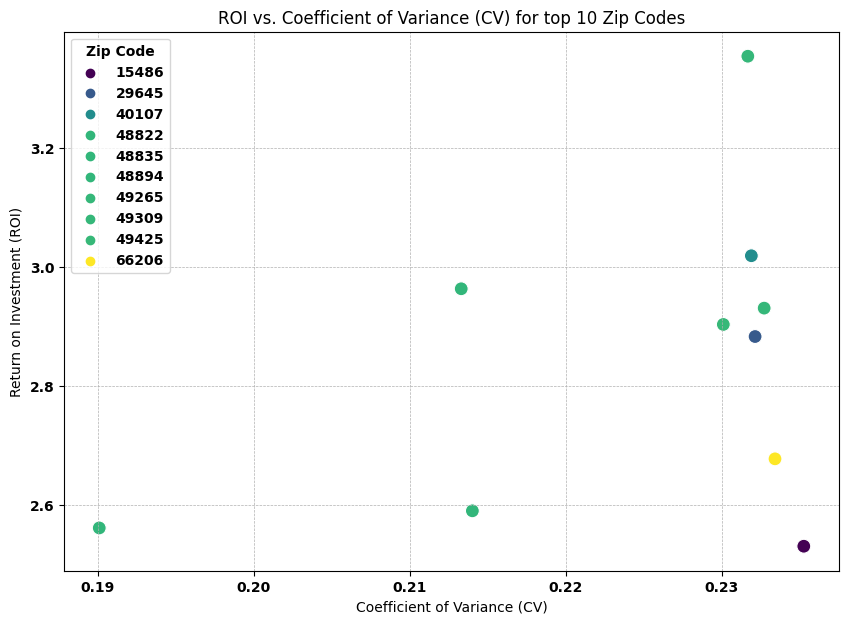 ROI vs. Coefficient of Variance (CV) for top 10 Zip Codes
Zip Code
15486
29645
40107
48822
48835
48894
49265
49309
49425
66206
Return on Investment (ROI)
3.2
3.0
2.8
2.6
0.19 0.20 0.21 0.22 0.23
Coefficient of Variance (CV)